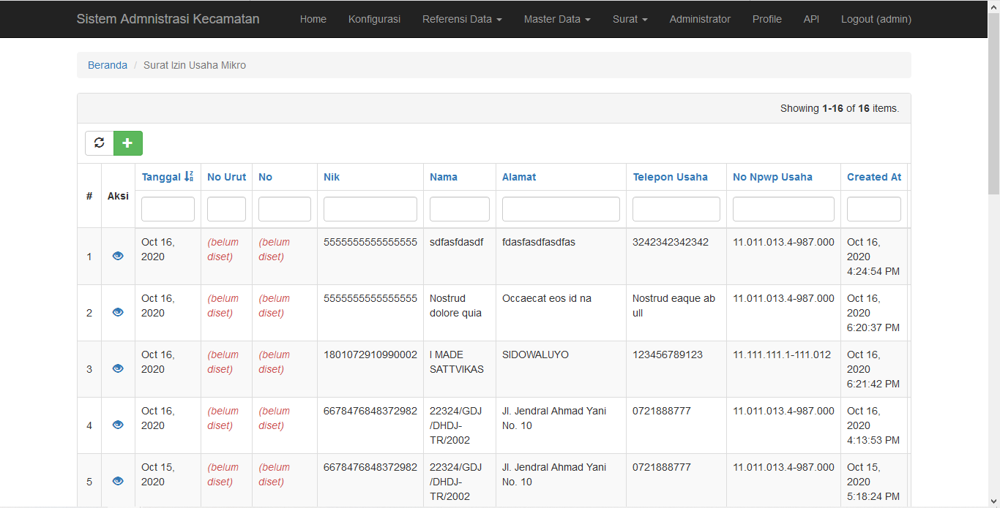 Sistem Admnistrasi Kecamatan Home Konfigurasi Referensi Data Master Data Surat Administrator Profile API Logout (admin)
Beranda / Surat Izin Usaha Mikro
Showing 1-16 of 16 items.
# Aksi Tanggal No Urut No Nik Nama Alamat Telepon Usaha No Npwp Usaha Created At
1 Oct 16, 2020 (belum diset) (belum diset) 5555555555555555 sdfasfdasdf fdasfasdfasdfas 3242342342342 11.011.013.4-987.000 Oct 16, 2020 4:24:54 PM
2 Oct 16, 2020 (belum diset) (belum diset) 5555555555555555 Nostrud dolore quia Occaecat eos id na Nostrud eaque ab ull 11.011.013.4-987.000 Oct 16, 2020 6:20:37 PM
3 Oct 16, 2020 (belum diset) (belum diset) 1801072910990002 I MADE SATTVIKAS SIDOWALUYO 123456789123 11.111.111.1-111.012 Oct 16, 2020 6:21:42 PM
4 Oct 16, 2020 (belum diset) (belum diset) 6678476848372982 22324/GDJ/DHDJ-TR/2002 Jl. Jendral Ahmad Yani No. 10 0721888777 11.011.013.4-987.000 Oct 16, 2020 4:13:53 PM
5 Oct 15, 2020 (belum diset) (belum diset) 6678476848372982 22324/GDJ/DHDJ-TR/2002 Jl. Jendral Ahmad Yani No. 10 0721888777 11.011.013.4-987.000 Oct 15, 2020 5:18:24 PM